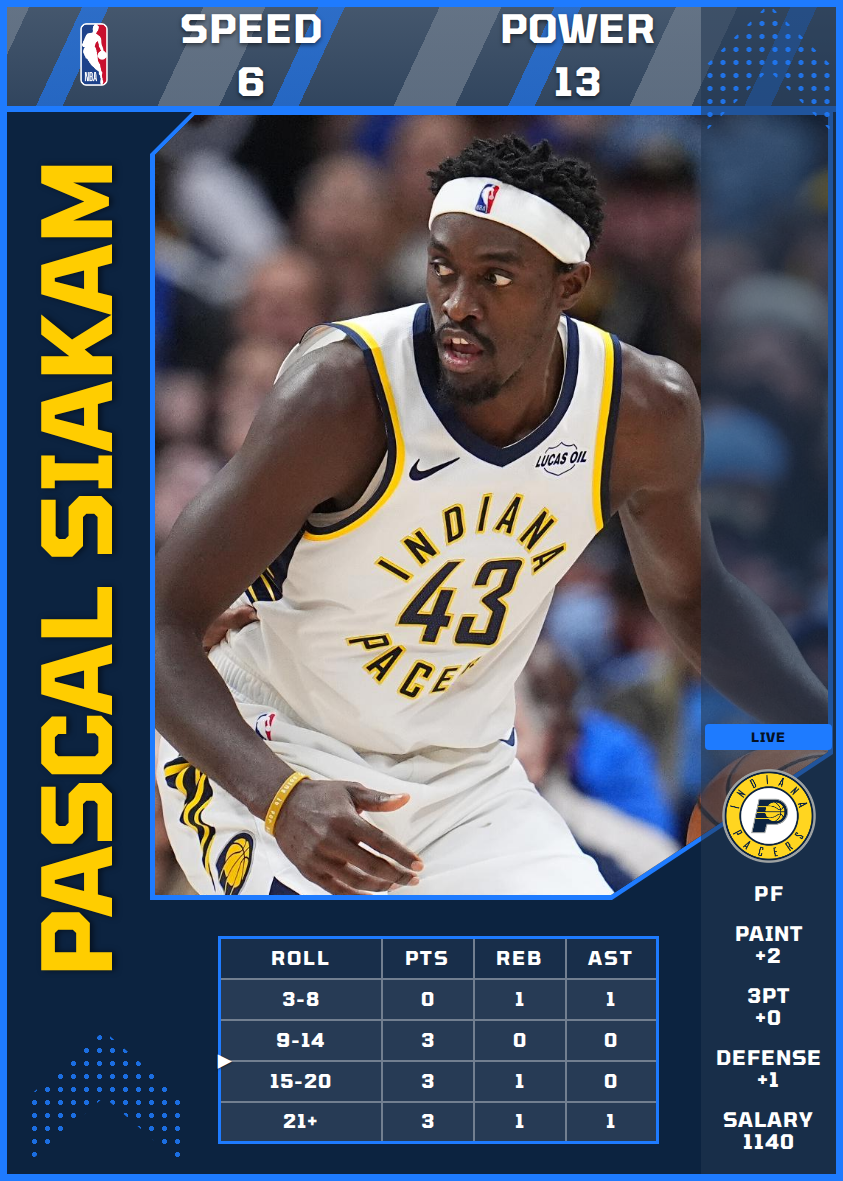 SPEED
6
POWER
13
NBA
PASCAL SIAKAM
NBA
LUCAS OIL
INDIANA
43
PACE
LIVE
INDIANA
P
PACERS
PF
PAINT
+2
3PT
+0
DEFENSE
+1
SALARY
1140
ROLL PTS REB AST
3-8 0 1 1
9-14 3 0 0
15-20 3 1 0
21+ 3 1 1